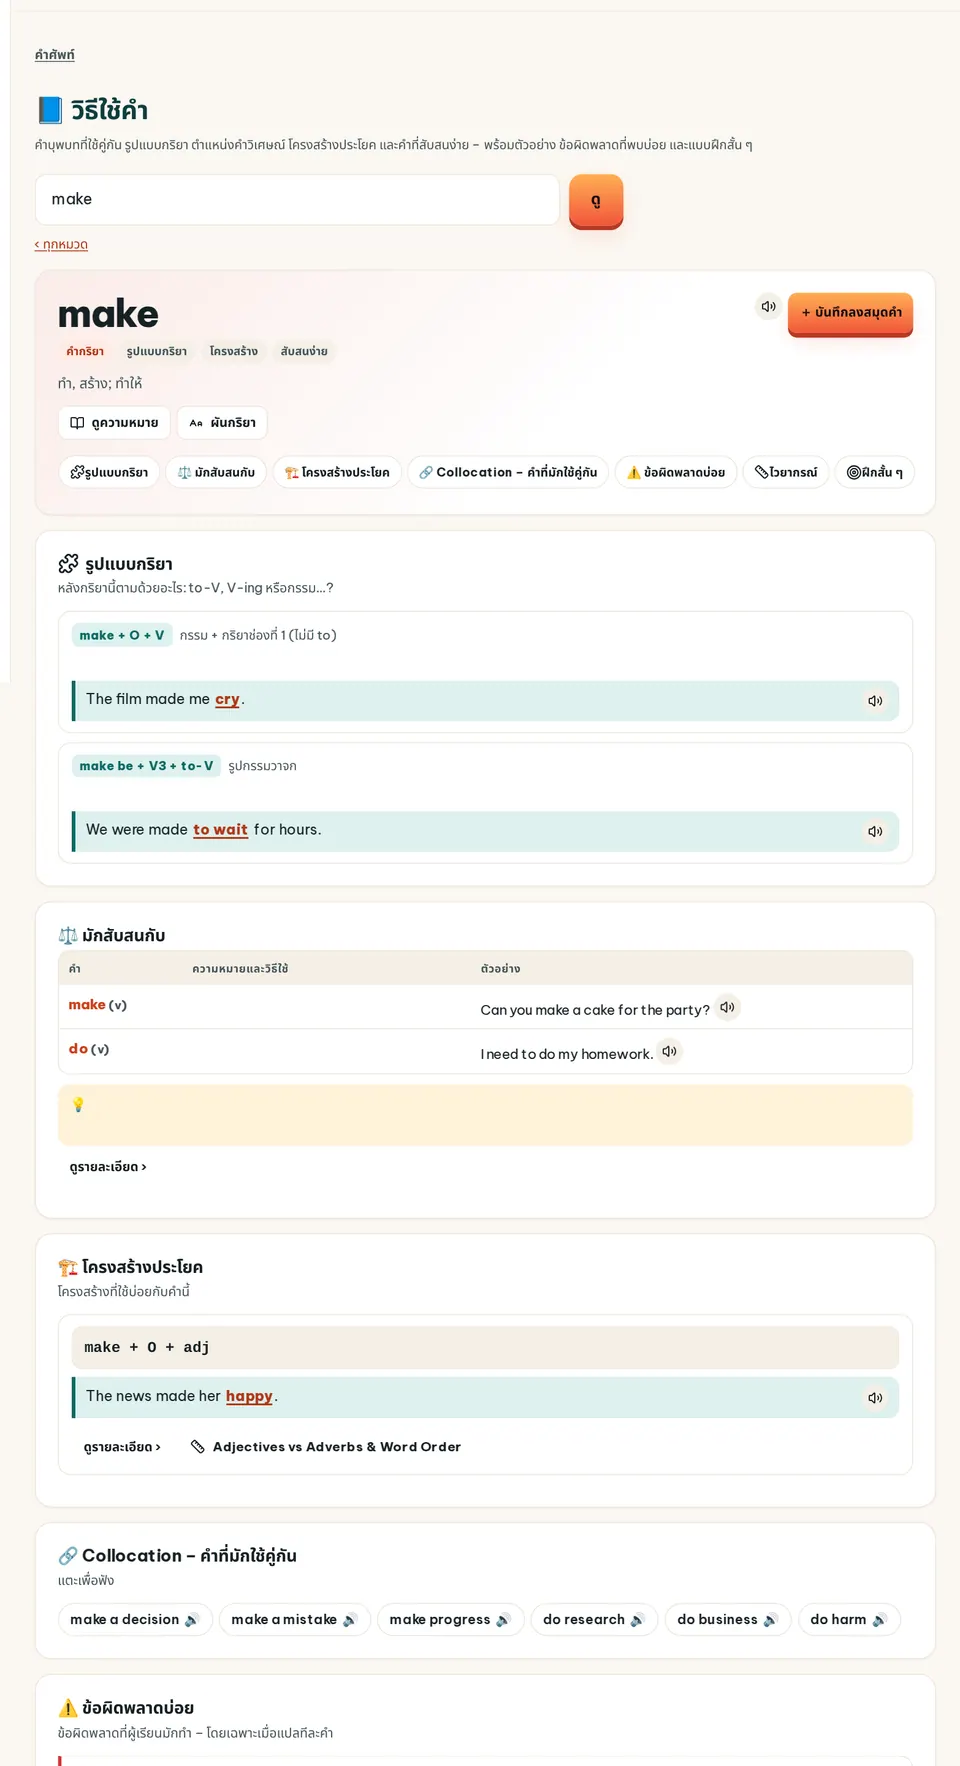 คำศัพท์
📘 วิธีใช้คำ
คำบุพบทที่ใช้คู่กัน รูปแบบกริยา ตำแหน่งคำวิเศษณ์ โครงสร้างประโยค และคำที่สับสนง่าย – พร้อมตัวอย่าง ข้อผิดพลาดที่พบบ่อย และแบบฝึกสั้น ๆ
make
ดู
‹ ทุกหมวด
make
+ บันทึกลงสมุดคำ
คำกริยา รูปแบบกริยา โครงสร้าง สับสนง่าย
ทำ, สร้าง; ทำให้
ดูความหมาย ผันกริยา
รูปแบบกริยา ⚖️ มักสับสนกับ 🏗️ โครงสร้างประโยค 🔗 Collocation – คำที่มักใช้คู่กัน ⚠️ ข้อผิดพลาดบ่อย ไวยากรณ์ ฝึกสั้น ๆ
รูปแบบกริยา
หลังกริยานี้ตามด้วยอะไร: to-V, V-ing หรือกรรม...?
make + O + V กรรม + กริยาช่องที่ 1 (ไม่มี to)
The film made me cry.
make be + V3 + to-V รูปกรรมวาจก
We were made to wait for hours.
⚖️ มักสับสนกับ
คำ ความหมายและวิธีใช้ ตัวอย่าง
make (v) Can you make a cake for the party?
do (v) I need to do my homework.
💡
ดูรายละเอียด ›
🏗️ โครงสร้างประโยค
โครงสร้างที่ใช้บ่อยกับคำนี้
make + O + adj
The news made her happy.
ดูรายละเอียด › Adjectives vs Adverbs & Word Order
🔗 Collocation – คำที่มักใช้คู่กัน
แตะเพื่อฟัง
make a decision 🔊 make a mistake 🔊 make progress 🔊 do research 🔊 do business 🔊 do harm 🔊
⚠️ ข้อผิดพลาดบ่อย
ข้อผิดพลาดที่ผู้เรียนมักทำ – โดยเฉพาะเมื่อแปลทีละคำ